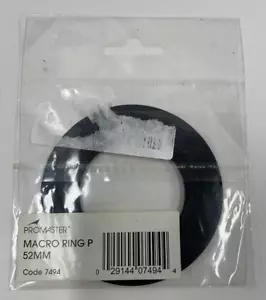 PROMASTER
MACRO RING P
52MM
Code 7494
0 29144 07494 4